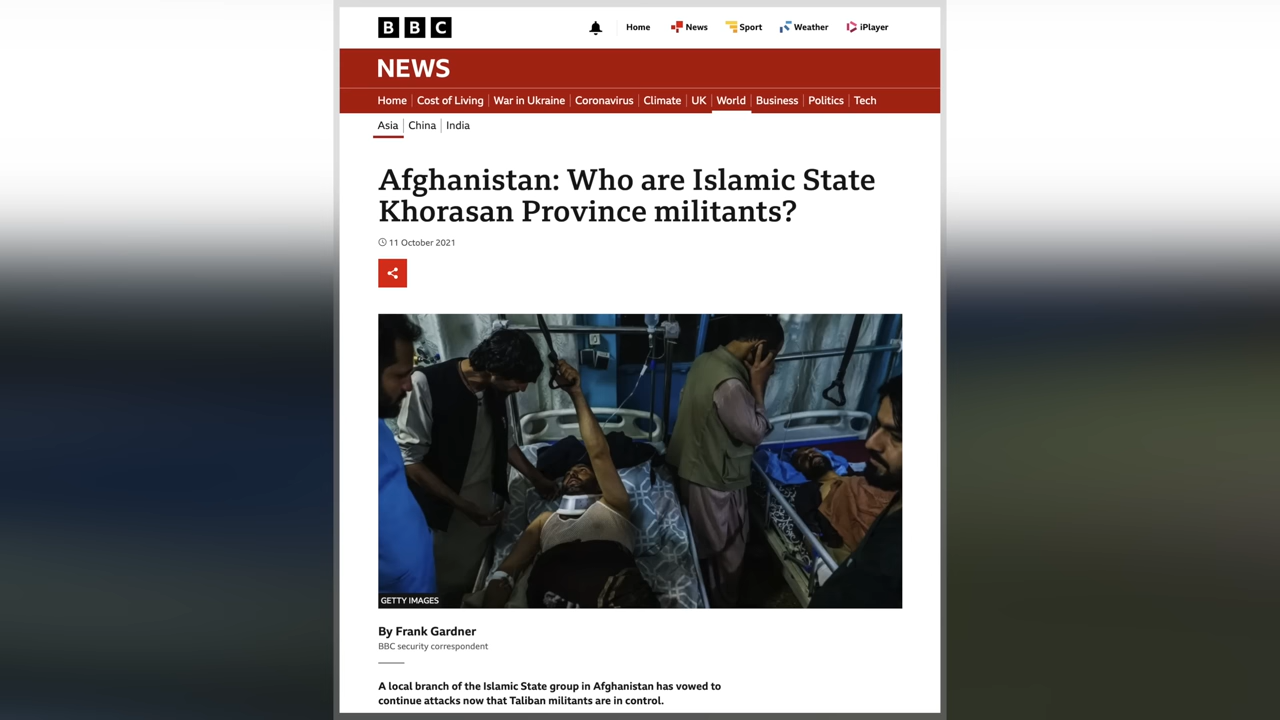 BBC
Home
News
Sport
Weather
iPlayer
NEWS
Home
Cost of Living
War in Ukraine
Coronavirus
Climate
UK
World
Business
Politics
Tech
Asia
China
India
Afghanistan: Who are Islamic State
Khorasan Province militants?
11 October 2021
GETTY IMAGES
By Frank Gardner
BBC security correspondent
A local branch of the Islamic State group in Afghanistan has vowed to
continue attacks now that Taliban militants are in control.